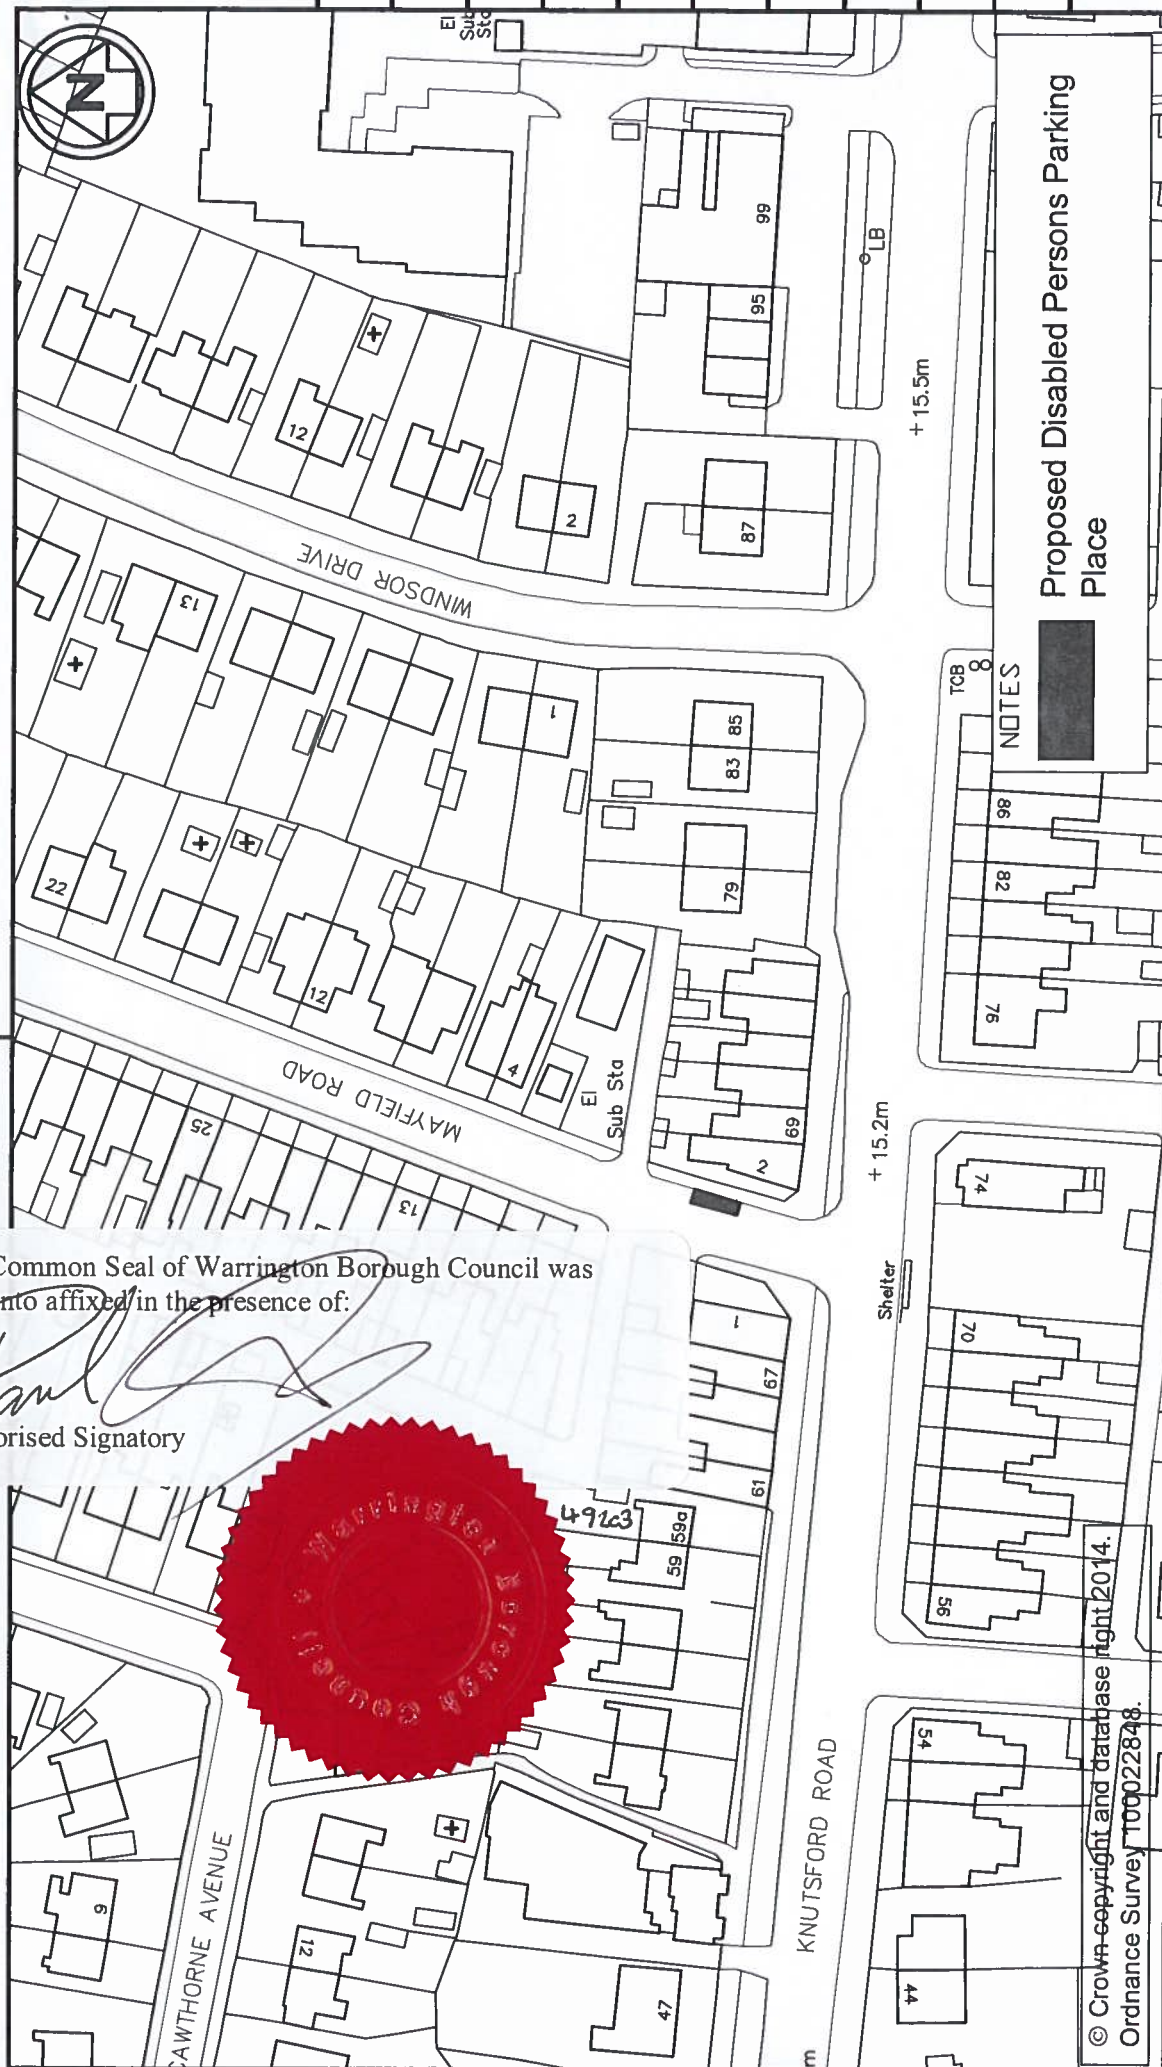 El
Sub
Sta
N
99
LB
95
+15.5m
12
2
87
WINDSOR DRIVE
Proposed Disabled Persons Parking
Place
NOTES
TCB
13
1
85
83
79
86
82
76
22
12
4
El
Sub Sta
MAYFIELD ROAD
69
2
+15.2m
25
13
74
Shelter
70
1
67
61
59a
59
56
Common Seal of Warrington Borough Council was
nto affixed in the presence of:
orised Signatory
Warrington Borough Council
492c3
54
KNUTSFORD ROAD
CAWTHORNE AVENUE
9
12
47
44
m
© Crown copyright and database right 2014.
Ordnance Survey 100022848.